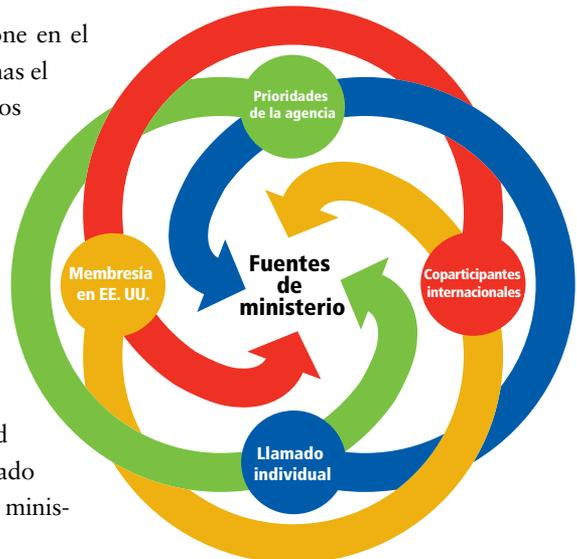 one en el
nas el
os
Prioridades
de la agencia
Fuentes
de
ministerio
Membresía
en EE. UU.
Coparticipantes
internacionales
Llamado
individual
d
ado
minis-